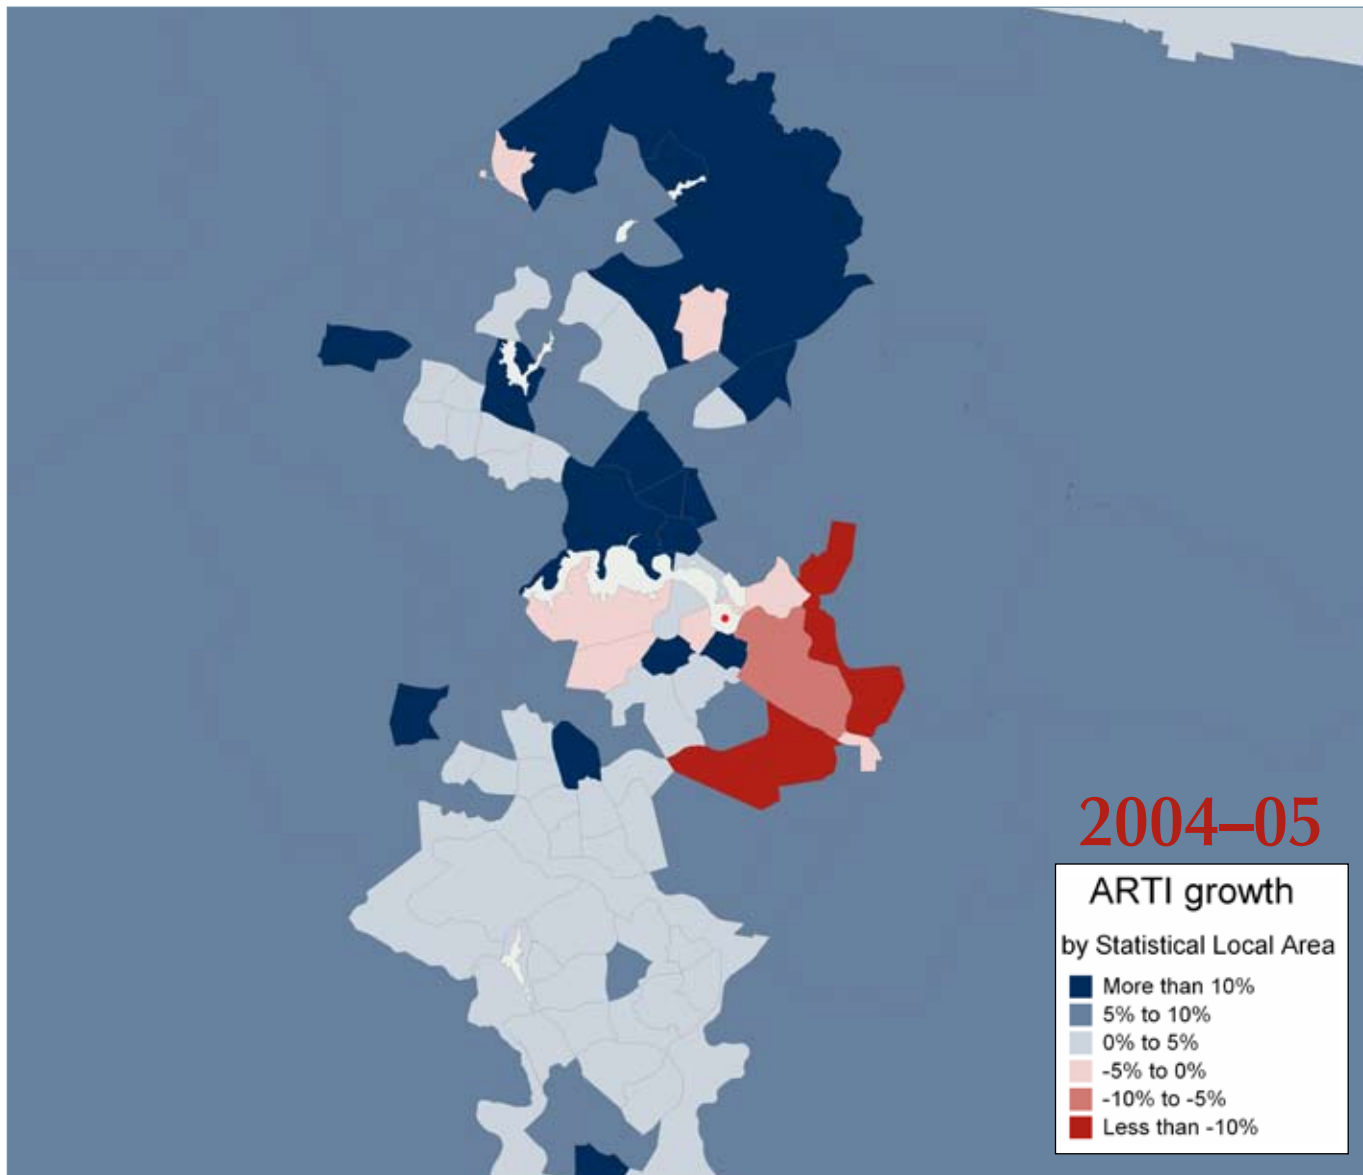 2004–05
ARTI growth
by Statistical Local Area
More than 10%
5% to 10%
0% to 5%
-5% to 0%
-10% to -5%
Less than -10%